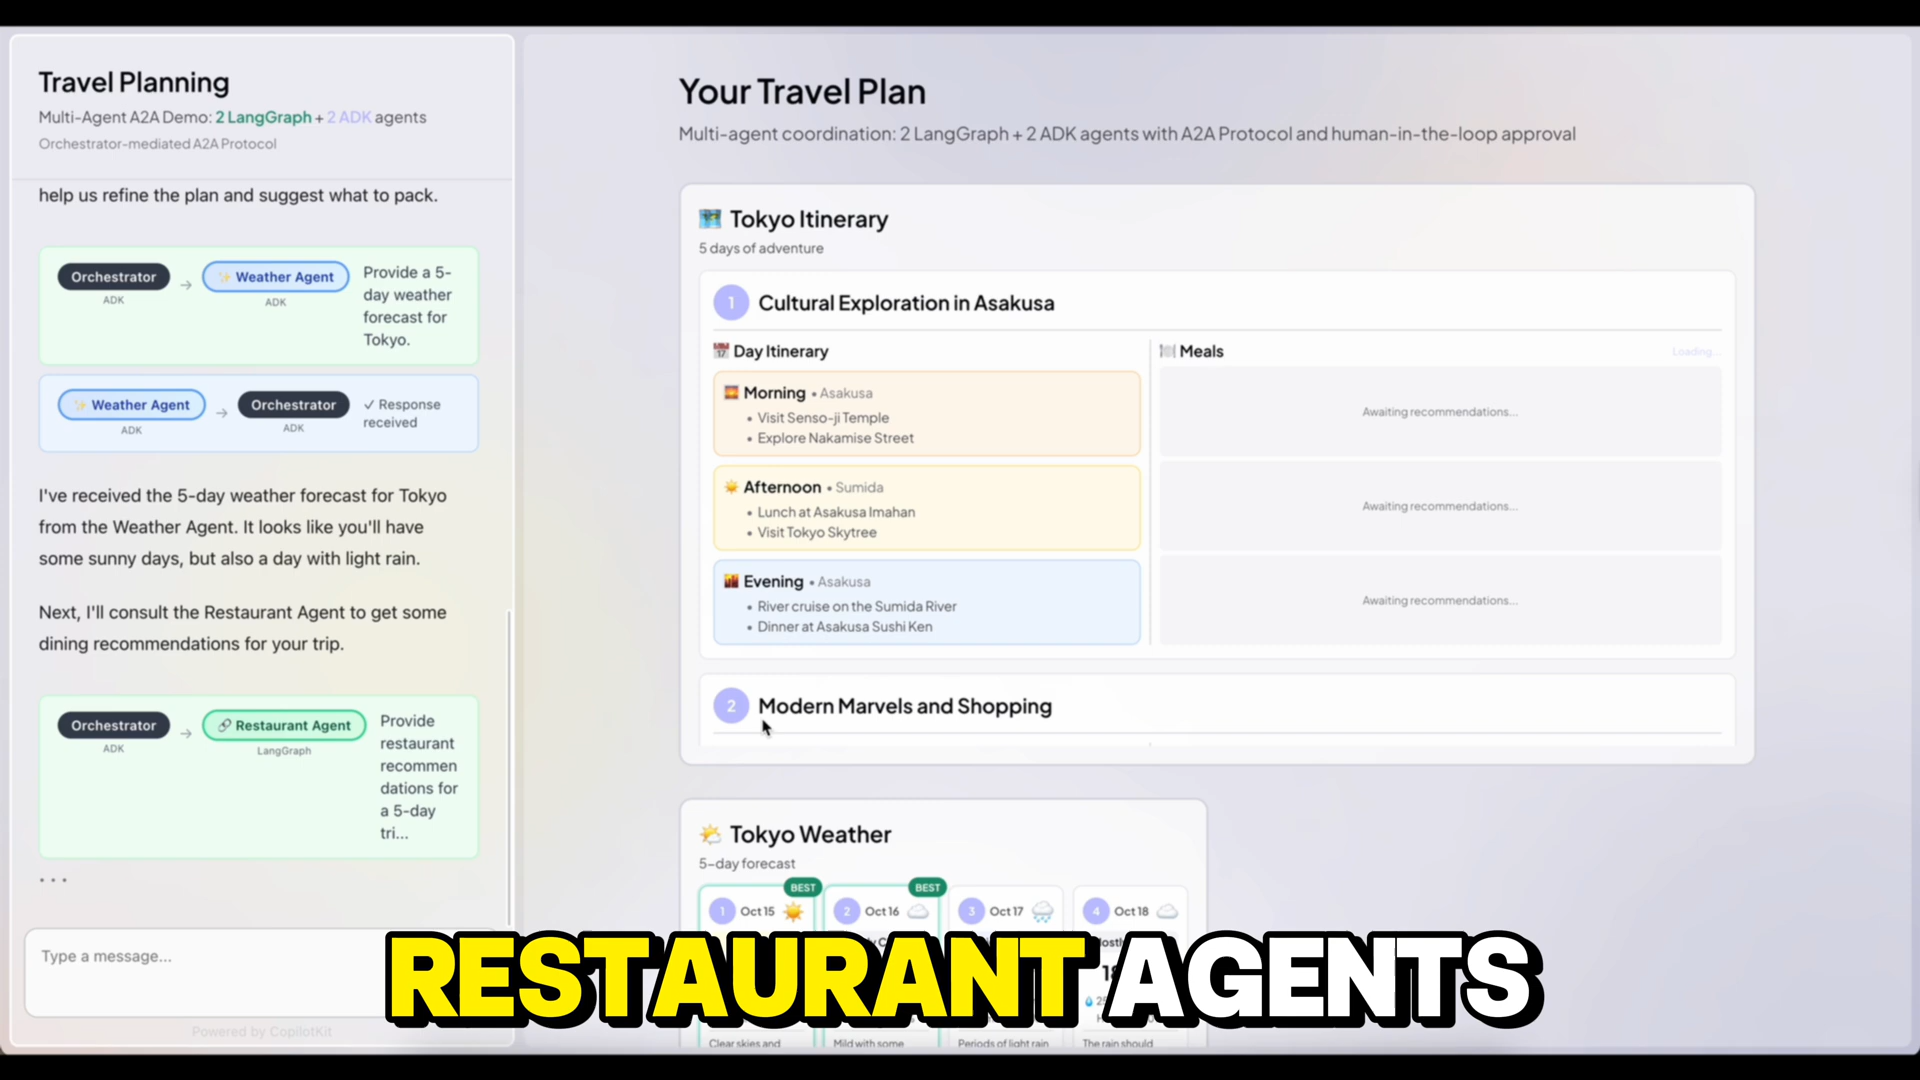 Travel Planning
Multi-Agent A2A Demo: 2 LangGraph + 2 ADK agents
Orchestrator-mediated A2A Protocol
help us refine the plan and suggest what to pack.
Orchestrator → ✨ Weather Agent
ADK
ADK
Provide a 5-
day weather
forecast for
Tokyo.
✨ Weather Agent → Orchestrator
ADK
ADK
✓ Response
received
I've received the 5-day weather forecast for Tokyo
from the Weather Agent. It looks like you'll have
some sunny days, but also a day with light rain.
Next, I'll consult the Restaurant Agent to get some
dining recommendations for your trip.
Orchestrator → 🔗 Restaurant Agent
ADK
LangGraph
Provide
restaurant
recommen
dations for
a 5-day
tri...
...
Type a message...
Powered by CopilotKit
Your Travel Plan
Multi-agent coordination: 2 LangGraph + 2 ADK agents with A2A Protocol and human-in-the-loop approval
Tokyo Itinerary
5 days of adventure
1 Cultural Exploration in Asakusa
Day Itinerary
Morning • Asakusa
• Visit Senso-ji Temple
• Explore Nakamise Street
Afternoon • Sumida
• Lunch at Asakusa Imahan
• Visit Tokyo Skytree
Evening • Asakusa
• River cruise on the Sumida River
• Dinner at Asakusa Sushi Ken
Meals
Loading...
Awaiting recommendations...
Awaiting recommendations...
Awaiting recommendations...
2 Modern Marvels and Shopping
Tokyo Weather
5-day forecast
BEST
BEST
1 Oct 15
2 Oct 16
3 Oct 17
4 Oct 18
RESTAURANT AGENTS
Clear skies and
Mild with some
Periods of light rain
The rain should